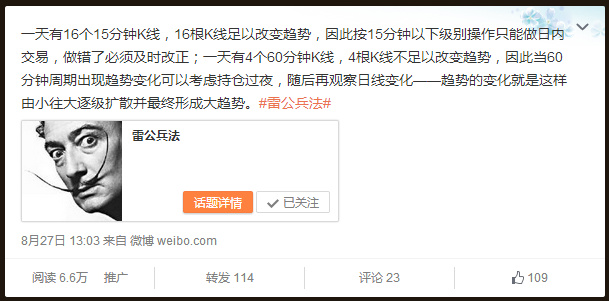 一天有16个15分钟K线，16根K线足以改变趋势，因此按15分钟以下级别操作只能做日内
交易，做错了必须及时改正；一天有4个60分钟K线，4根K不足以改变趋势，因此当60
分钟周期出现趋势变化可以考虑持仓过夜，随后再观察日线变化——趋势的变化就是这样
由小往大逐级扩散并最终形成大趋势。#雷公兵法#
雷公兵法
话题详情 已关注
8月27日 13:03 来自 微博 weibo.com
阅读 6.6万 推广 转发 114 评论 23 109